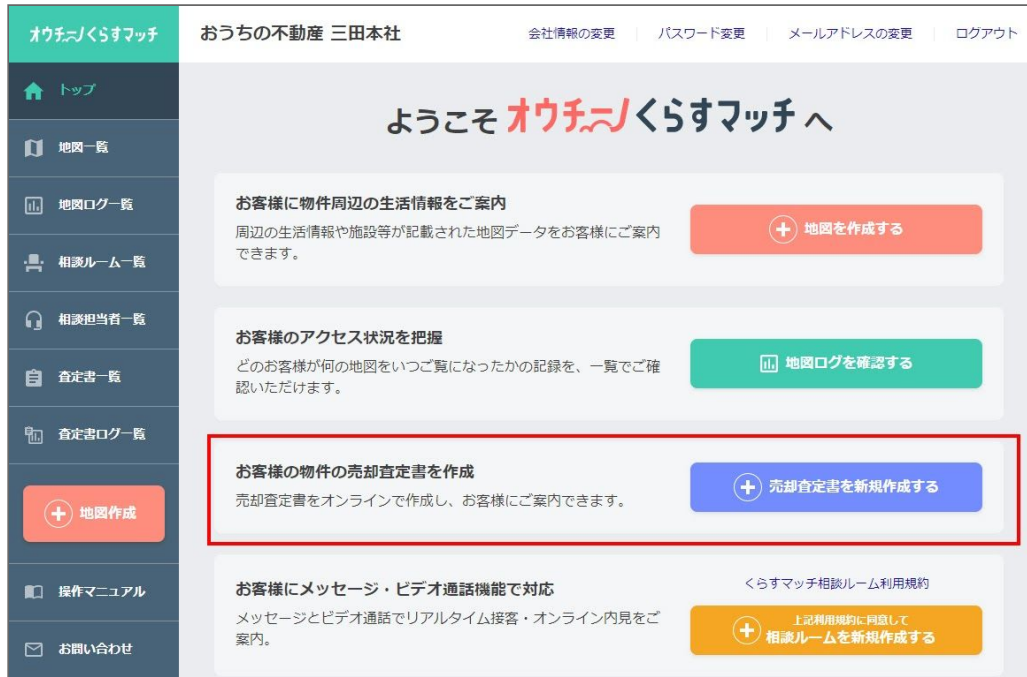 オウチーノくらすマッチ
おうちの不動産 三田本社
会社情報の変更
パスワード変更
メールアドレスの変更
ログアウト
トップ
地図一覧
地図ログ一覧
相談ルーム一覧
相談担当者一覧
査定書一覧
査定書ログ一覧
地図作成
操作マニュアル
お問い合わせ
ようこそ オウチーノくらすマッチ へ
お客様に物件周辺の生活情報をご案内
周辺の生活情報や施設等が記載された地図データをお客様にご案内
できます。
地図を作成する
お客様のアクセス状況を把握
どのお客様が何の地図をいつご覧になったかの記録を、一覧でご確
認いただけます。
地図ログを確認する
お客様の物件の売却査定書を作成
売却査定書をオンラインで作成し、お客様にご案内できます。
売却査定書を新規作成する
お客様にメッセージ・ビデオ通話機能で対応
メッセージとビデオ通話でリアルタイム接客・オンライン内見をご
案内。
くらすマッチ相談ルーム利用規約
上記利用規約に同意して
相談ルームを新規作成する